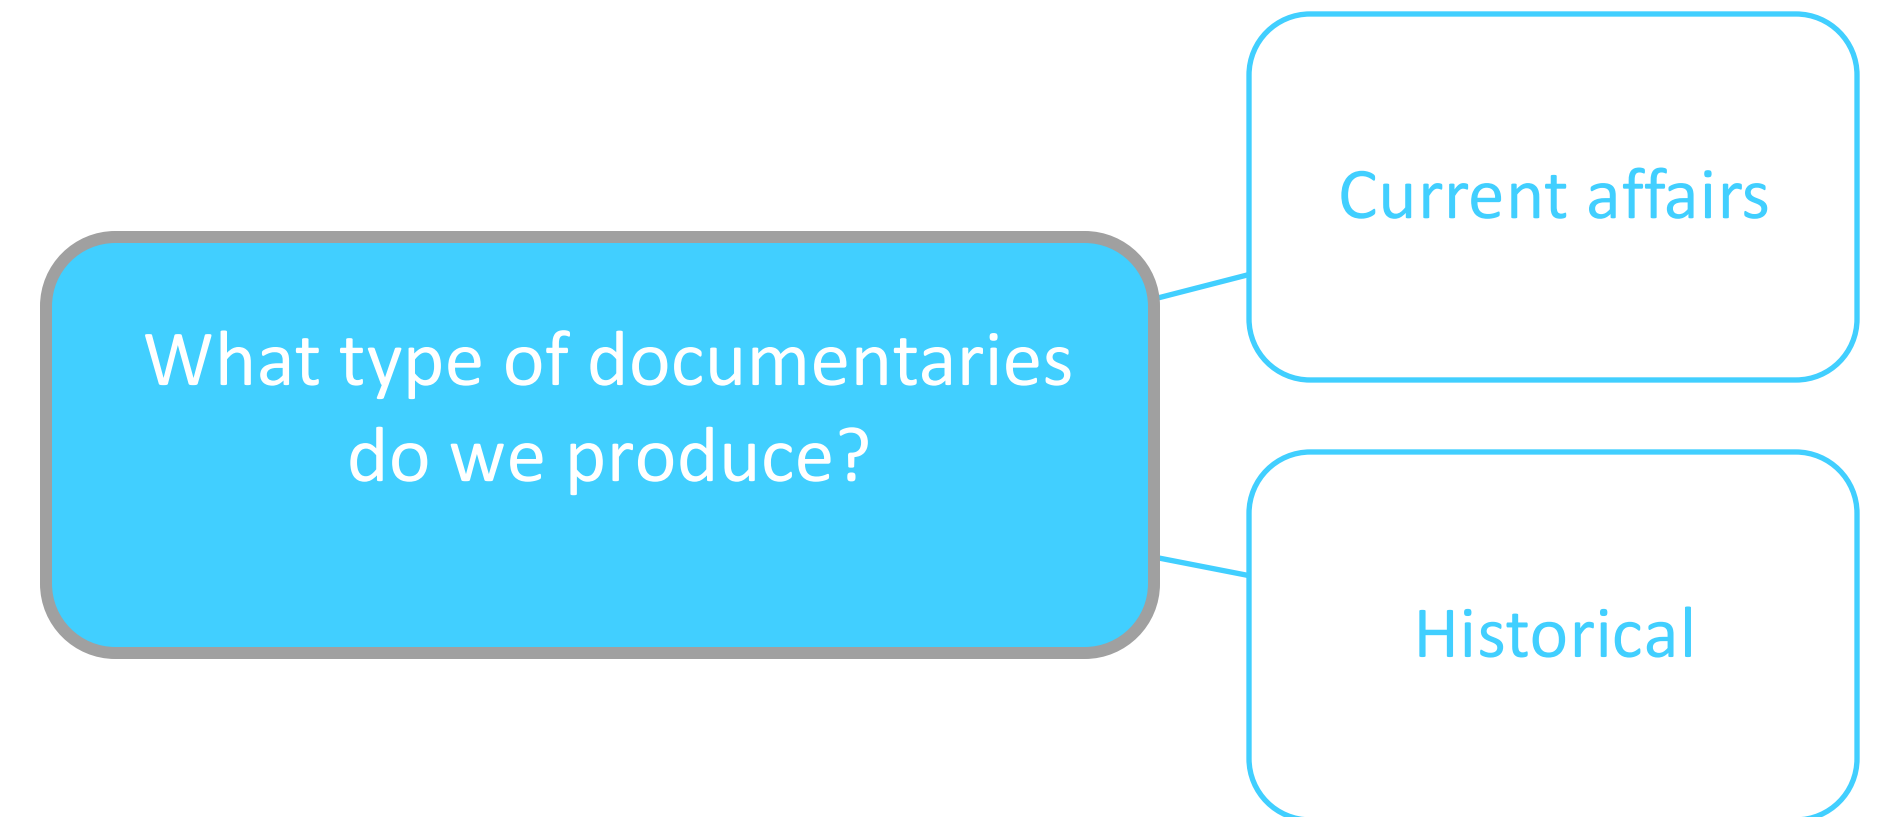 Current affairs
What type of documentaries
do we produce?
Historical